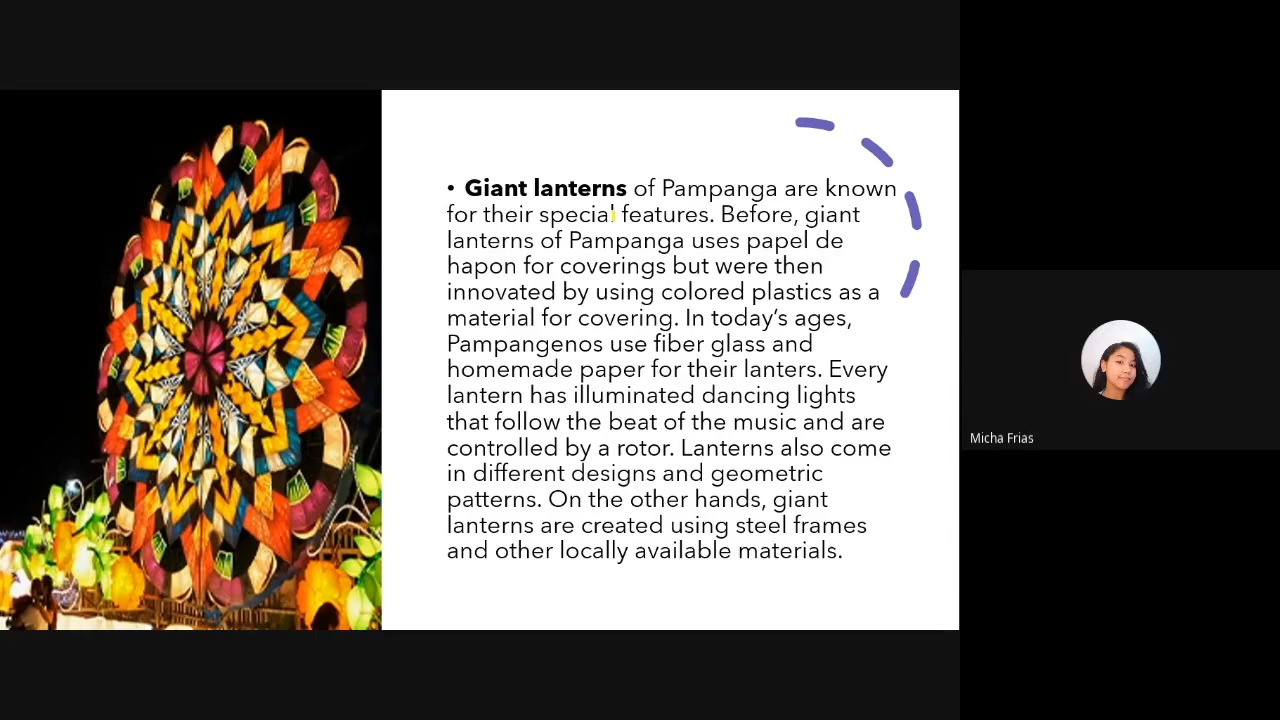 • Giant lanterns of Pampanga are known
for their special features. Before, giant
lanterns of Pampanga uses papel de
hapon for coverings but were then
innovated by using colored plastics as a
material for covering. In today's ages,
Pampangenos use fiber glass and
homemade paper for their lanters. Every
lantern has illuminated dancing lights
that follow the beat of the music and are
controlled by a rotor. Lanterns also come
in different designs and geometric
patterns. On the other hands, giant
lanterns are created using steel frames
and other locally available materials.
Micha Frias